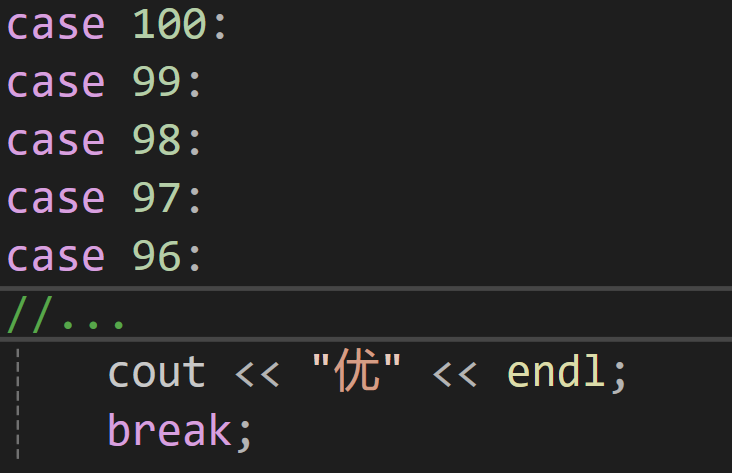 case 100:
case 99:
case 98:
case 97:
case 96:
//...
cout << "优" << endl;
break;